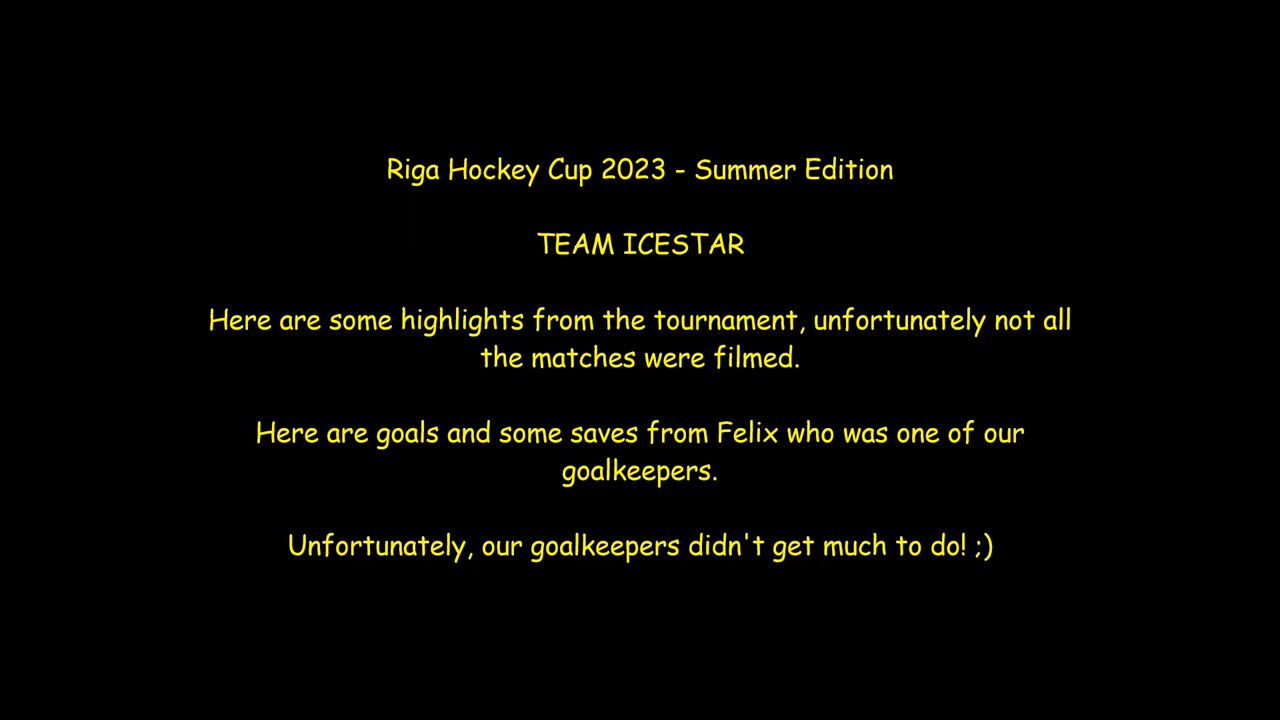 Riga Hockey Cup 2023 - Summer Edition
TEAM ICESTAR
Here are some highlights from the tournament, unfortunately not all
the matches were filmed.
Here are goals and some saves from Felix who was one of our
goalkeepers.
Unfortunately, our goalkeepers didn't get much to do! ;)